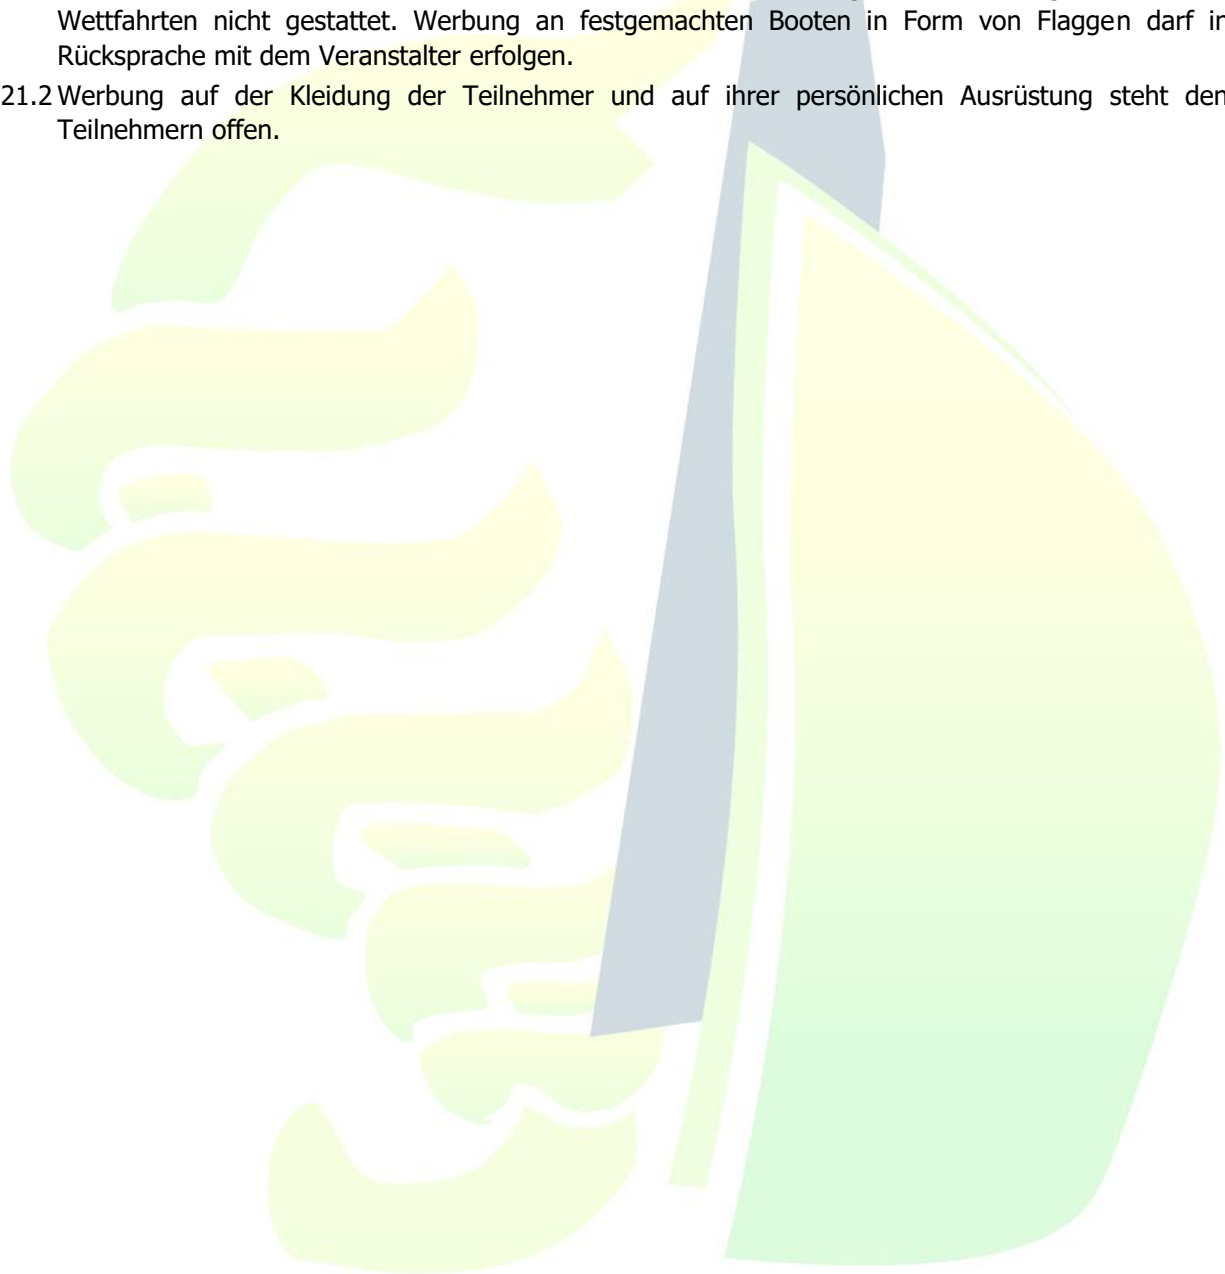 Wettfahrten nicht gestattet. Werbung an festgemachten Booten in Form von Flaggen darf in
Rücksprache mit dem Veranstalter erfolgen.
21.2 Werbung auf der Kleidung der Teilnehmer und auf ihrer persönlichen Ausrüstung steht den
Teilnehmern offen.